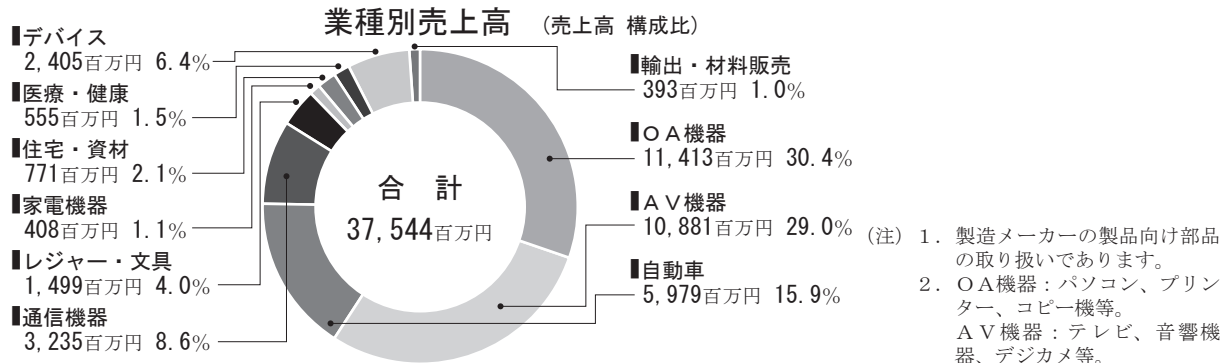 業種別売上高 （売上高 構成比）
▮デバイス
2,405百万円 6.4%
▮医療・健康
555百万円 1.5%
▮住宅・資材
771百万円 2.1%
▮家電機器
408百万円 1.1%
▮レジャー・文具
1,499百万円 4.0%
▮通信機器
3,235百万円 8.6%
合 計
37,544百万円
▮輸出・材料販売
393百万円 1.0%
▮ＯＡ機器
11,413百万円 30.4%
▮ＡＶ機器
10,881百万円 29.0%
▮自動車
5,979百万円 15.9%
（注）１．製造メーカーの製品向け部品
の取り扱いであります。
２．ＯＡ機器：パソコン、プリン
ター、コピー機等。
ＡＶ機器：テレビ、音響機
器、デジカメ等。